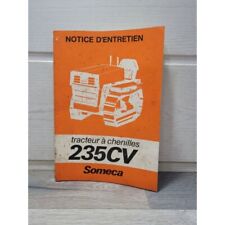 NOTICE D'ENTRETIEN
tracteur à chenilles
235CV
Someca